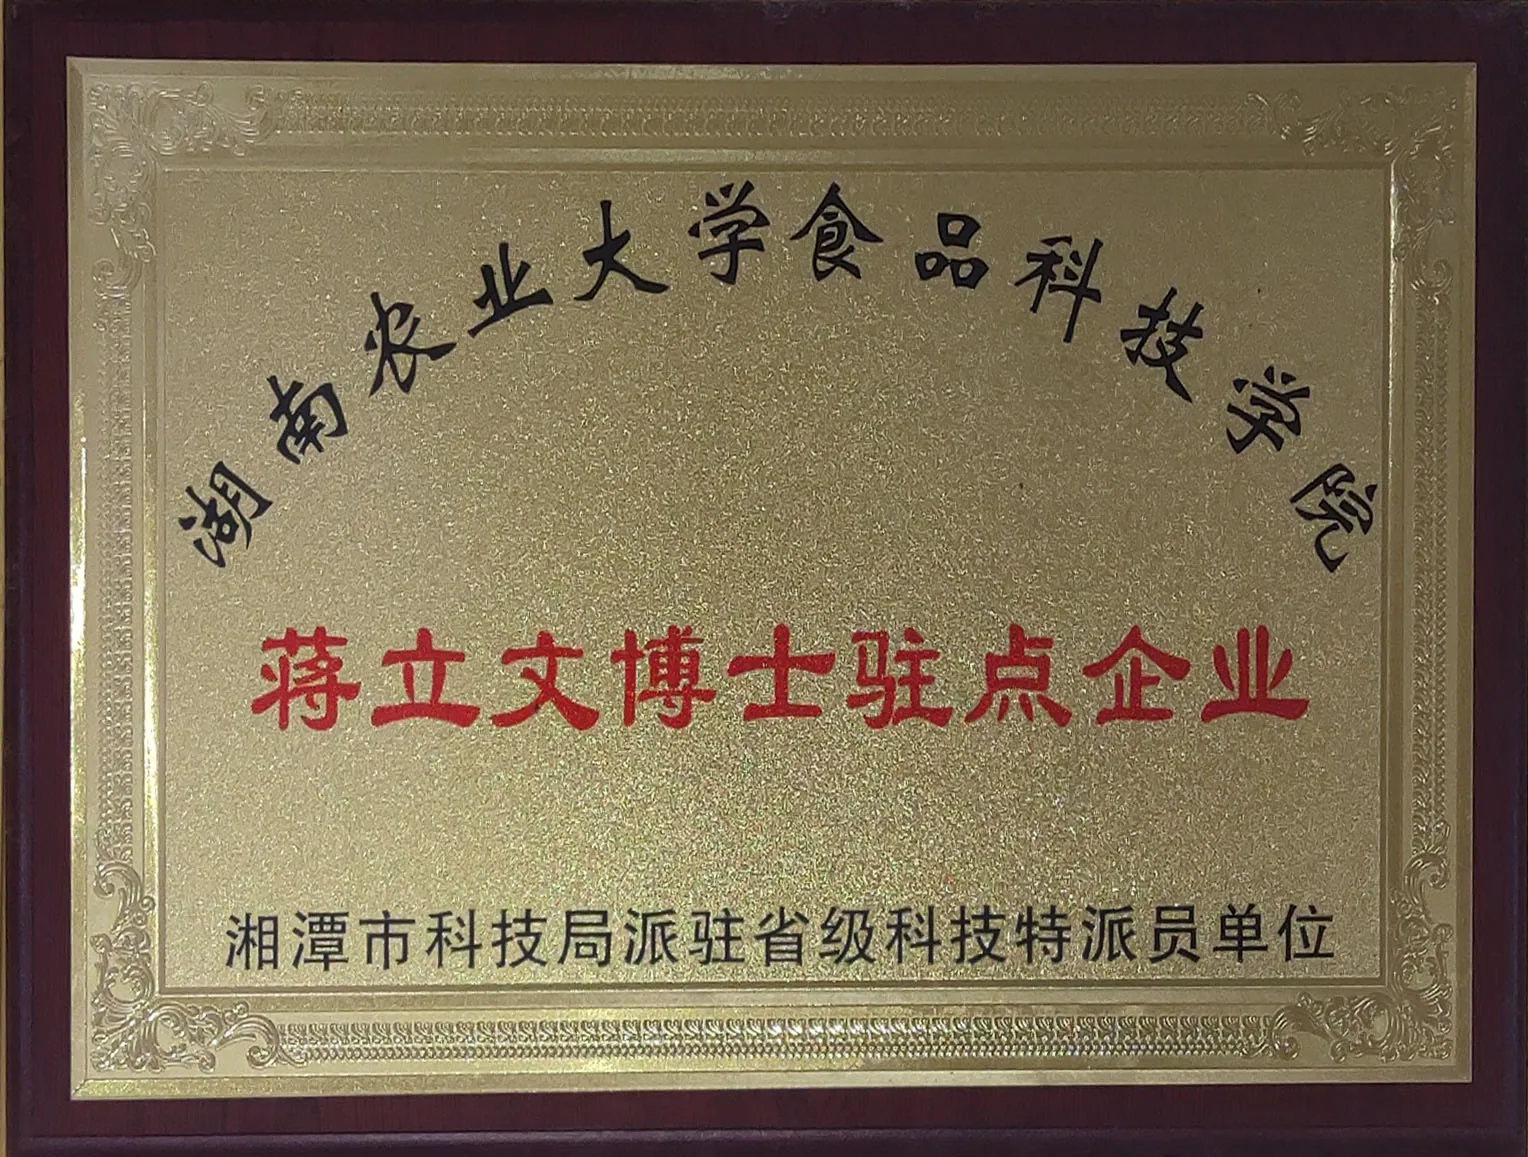 湖南农业大学食品科技学院
蒋立文博士驻点企业
湘潭市科技局派驻省级科技特派员单位